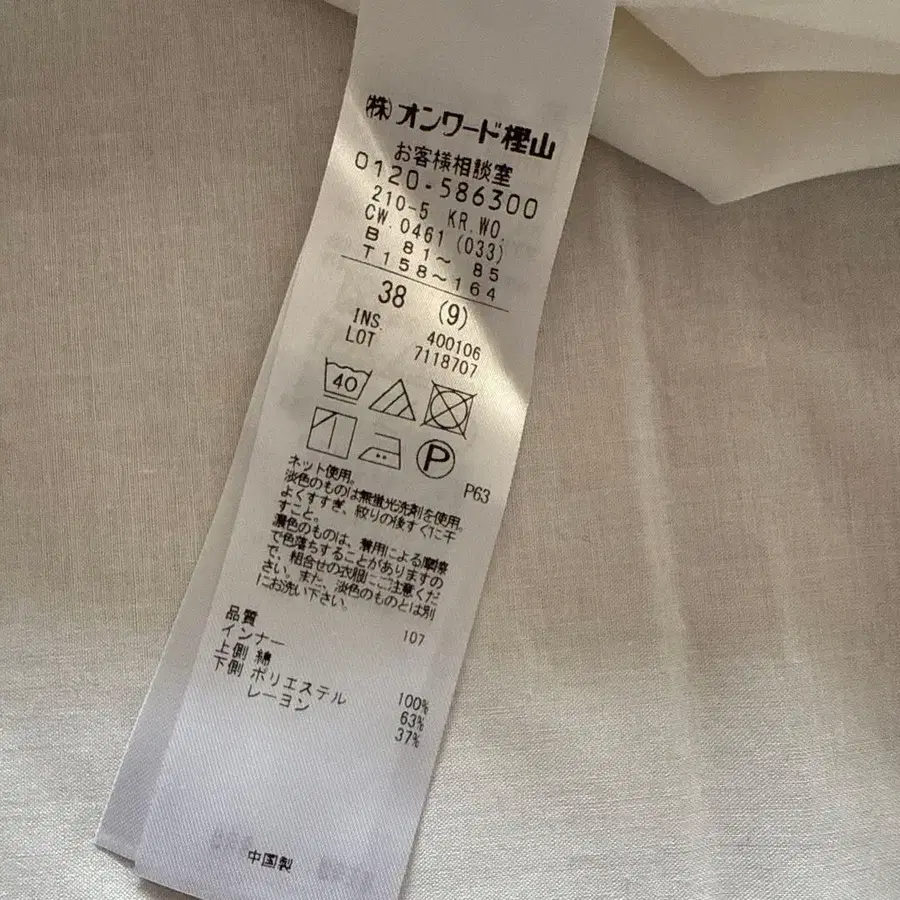 (株)オンワード樫山
お客様相談室
0120-586300
210-5 KR.WO.
CW.0461(033)
B 81～ 85
T 158～164
38 (9)
INS. 400106
LOT 7118707
40
P
P63
ネット使用。
淡色のものは無蛍光洗剤を使用。
よくすすぎ、絞りの後すぐに干
すこと。
濃色のものは、着用による摩擦
で色落ちすることがありますの
で、組合せの衣服にご注意くだ
さい。また、淡色のものとは別
にお洗い下さい。
107
品質
インナー
上側 綿 100%
下側 ポリエステル 63%
レーヨン 37%
中国製